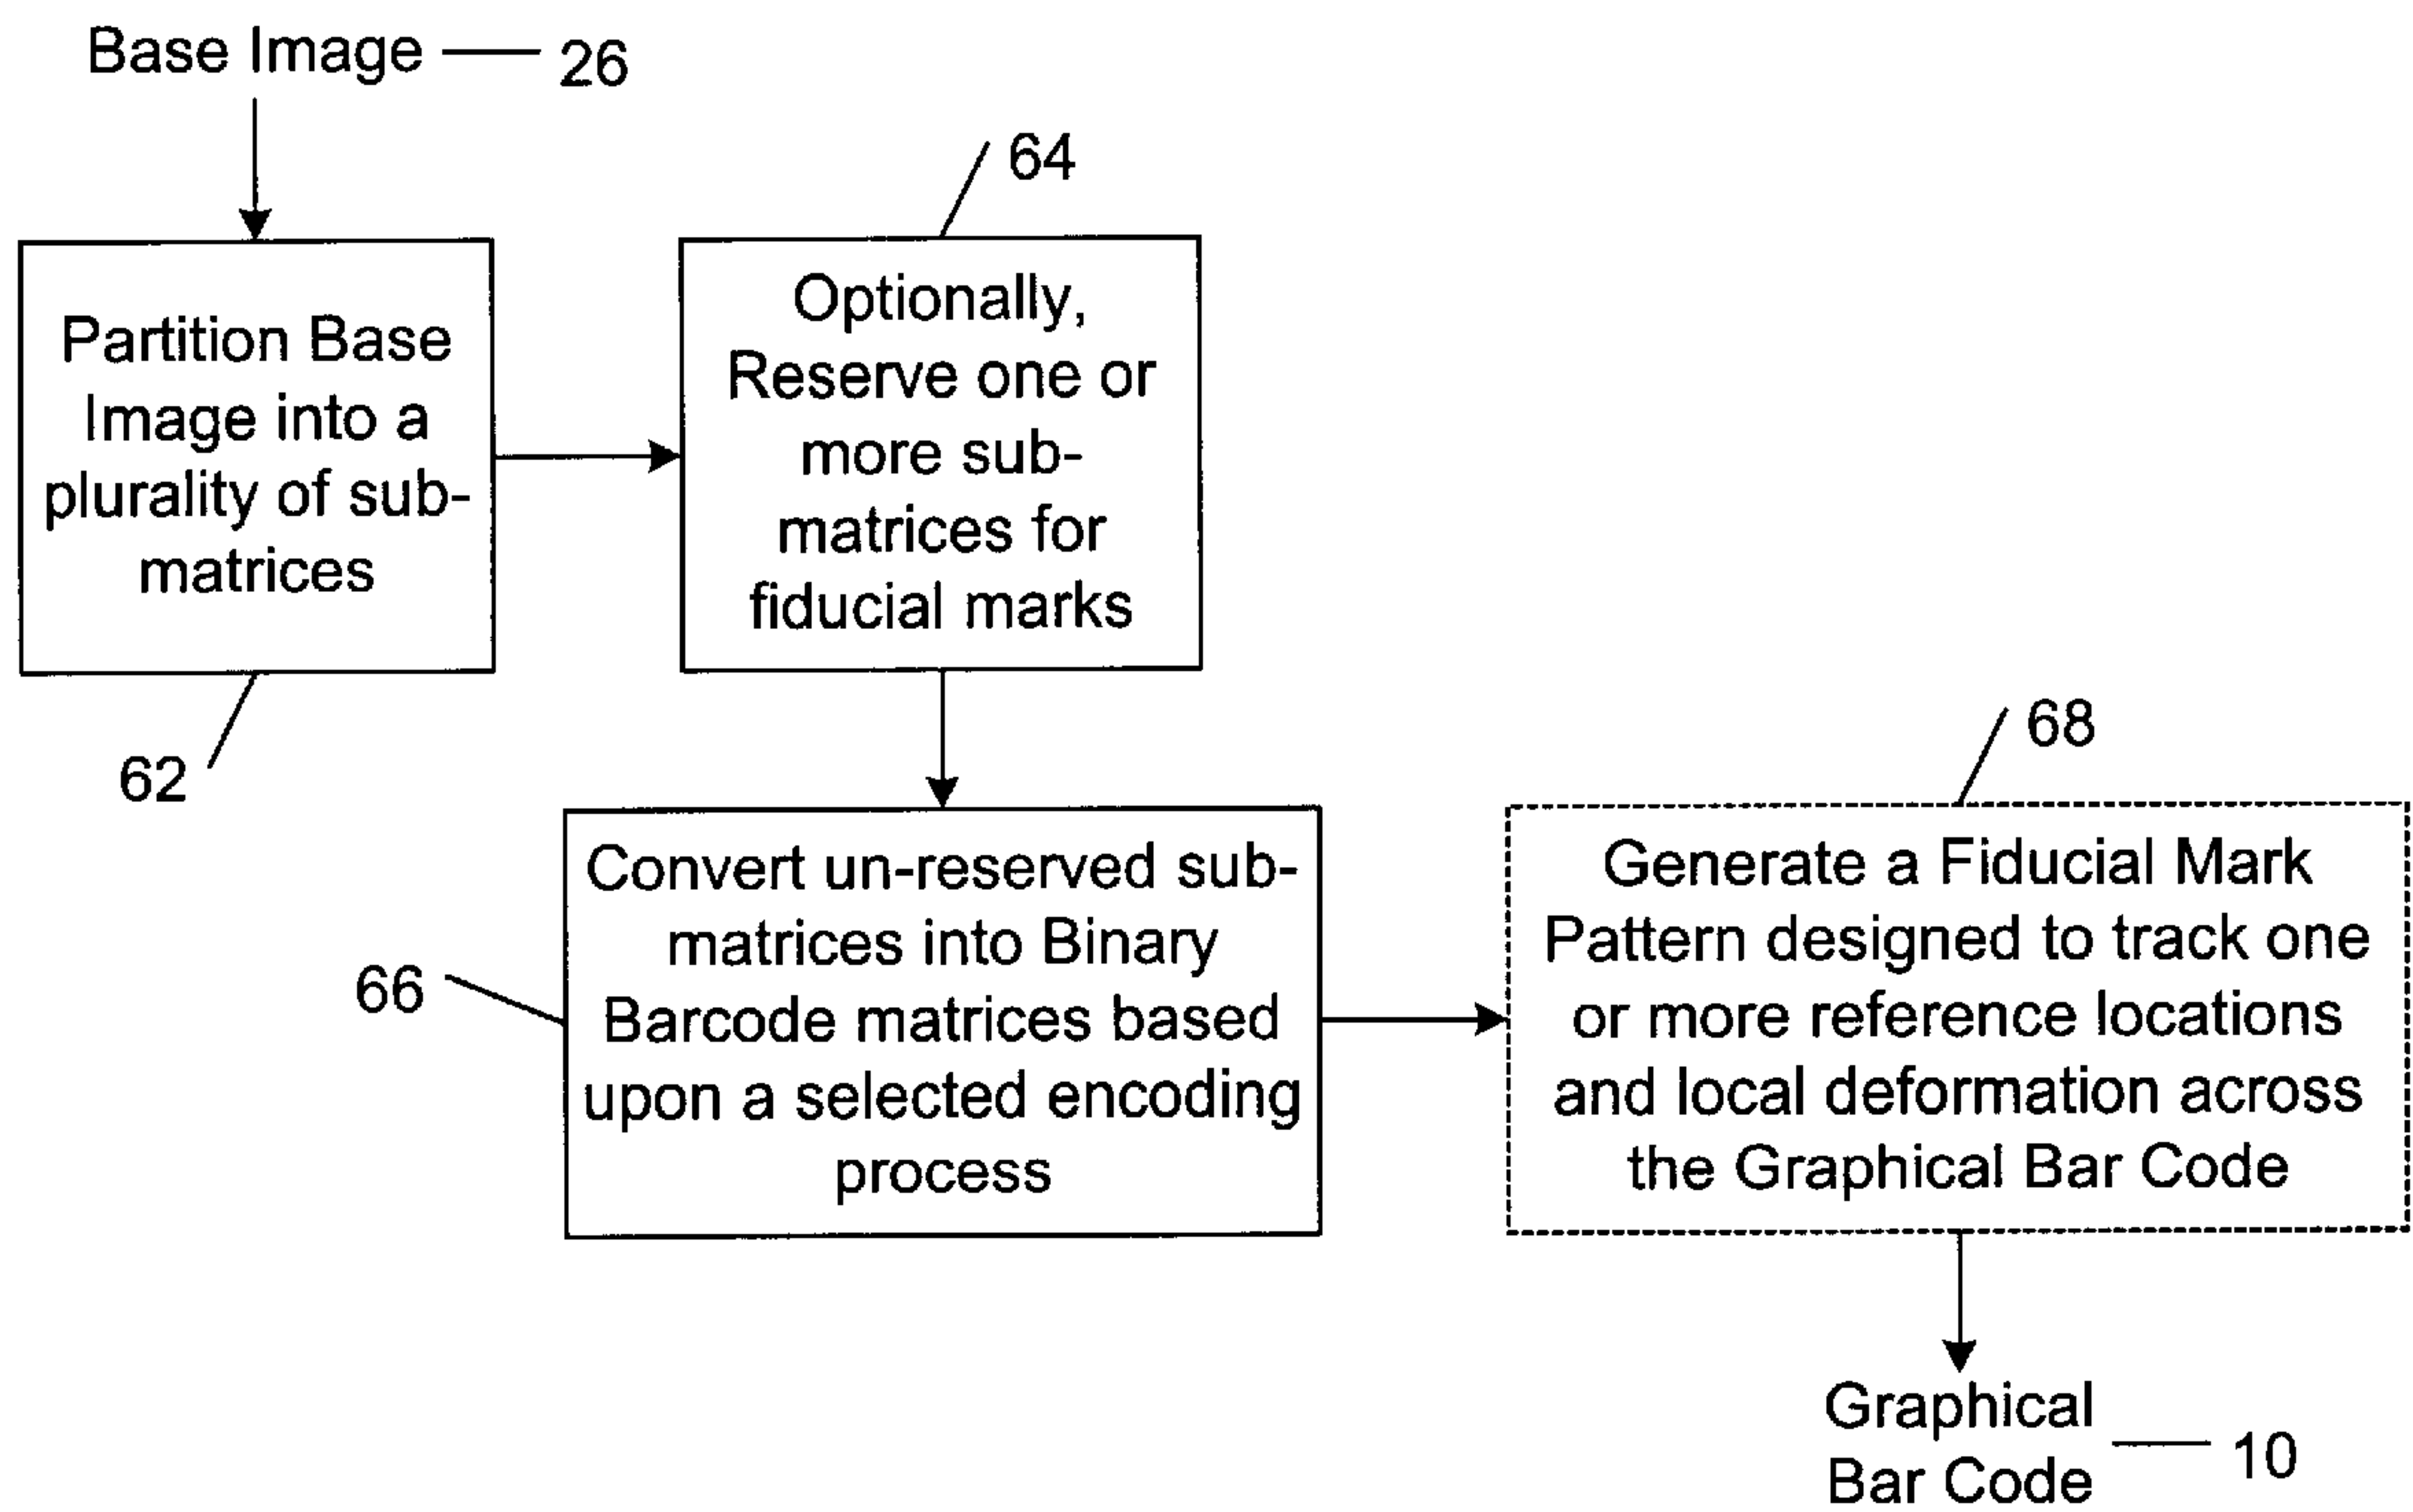 Base Image
26
64
Partition Base
Image into a
plurality of sub-
matrices
62
Optionally,
Reserve one or
more sub-
matrices for
fiducial marks
66
Convert un-reserved sub-
matrices into Binary
Barcode matrices based
upon a selected encoding
process
68
Generate a Fiducial Mark
Pattern designed to track one
or more reference locations
and local deformation across
the Graphical Bar Code
Graphical
Bar Code
10